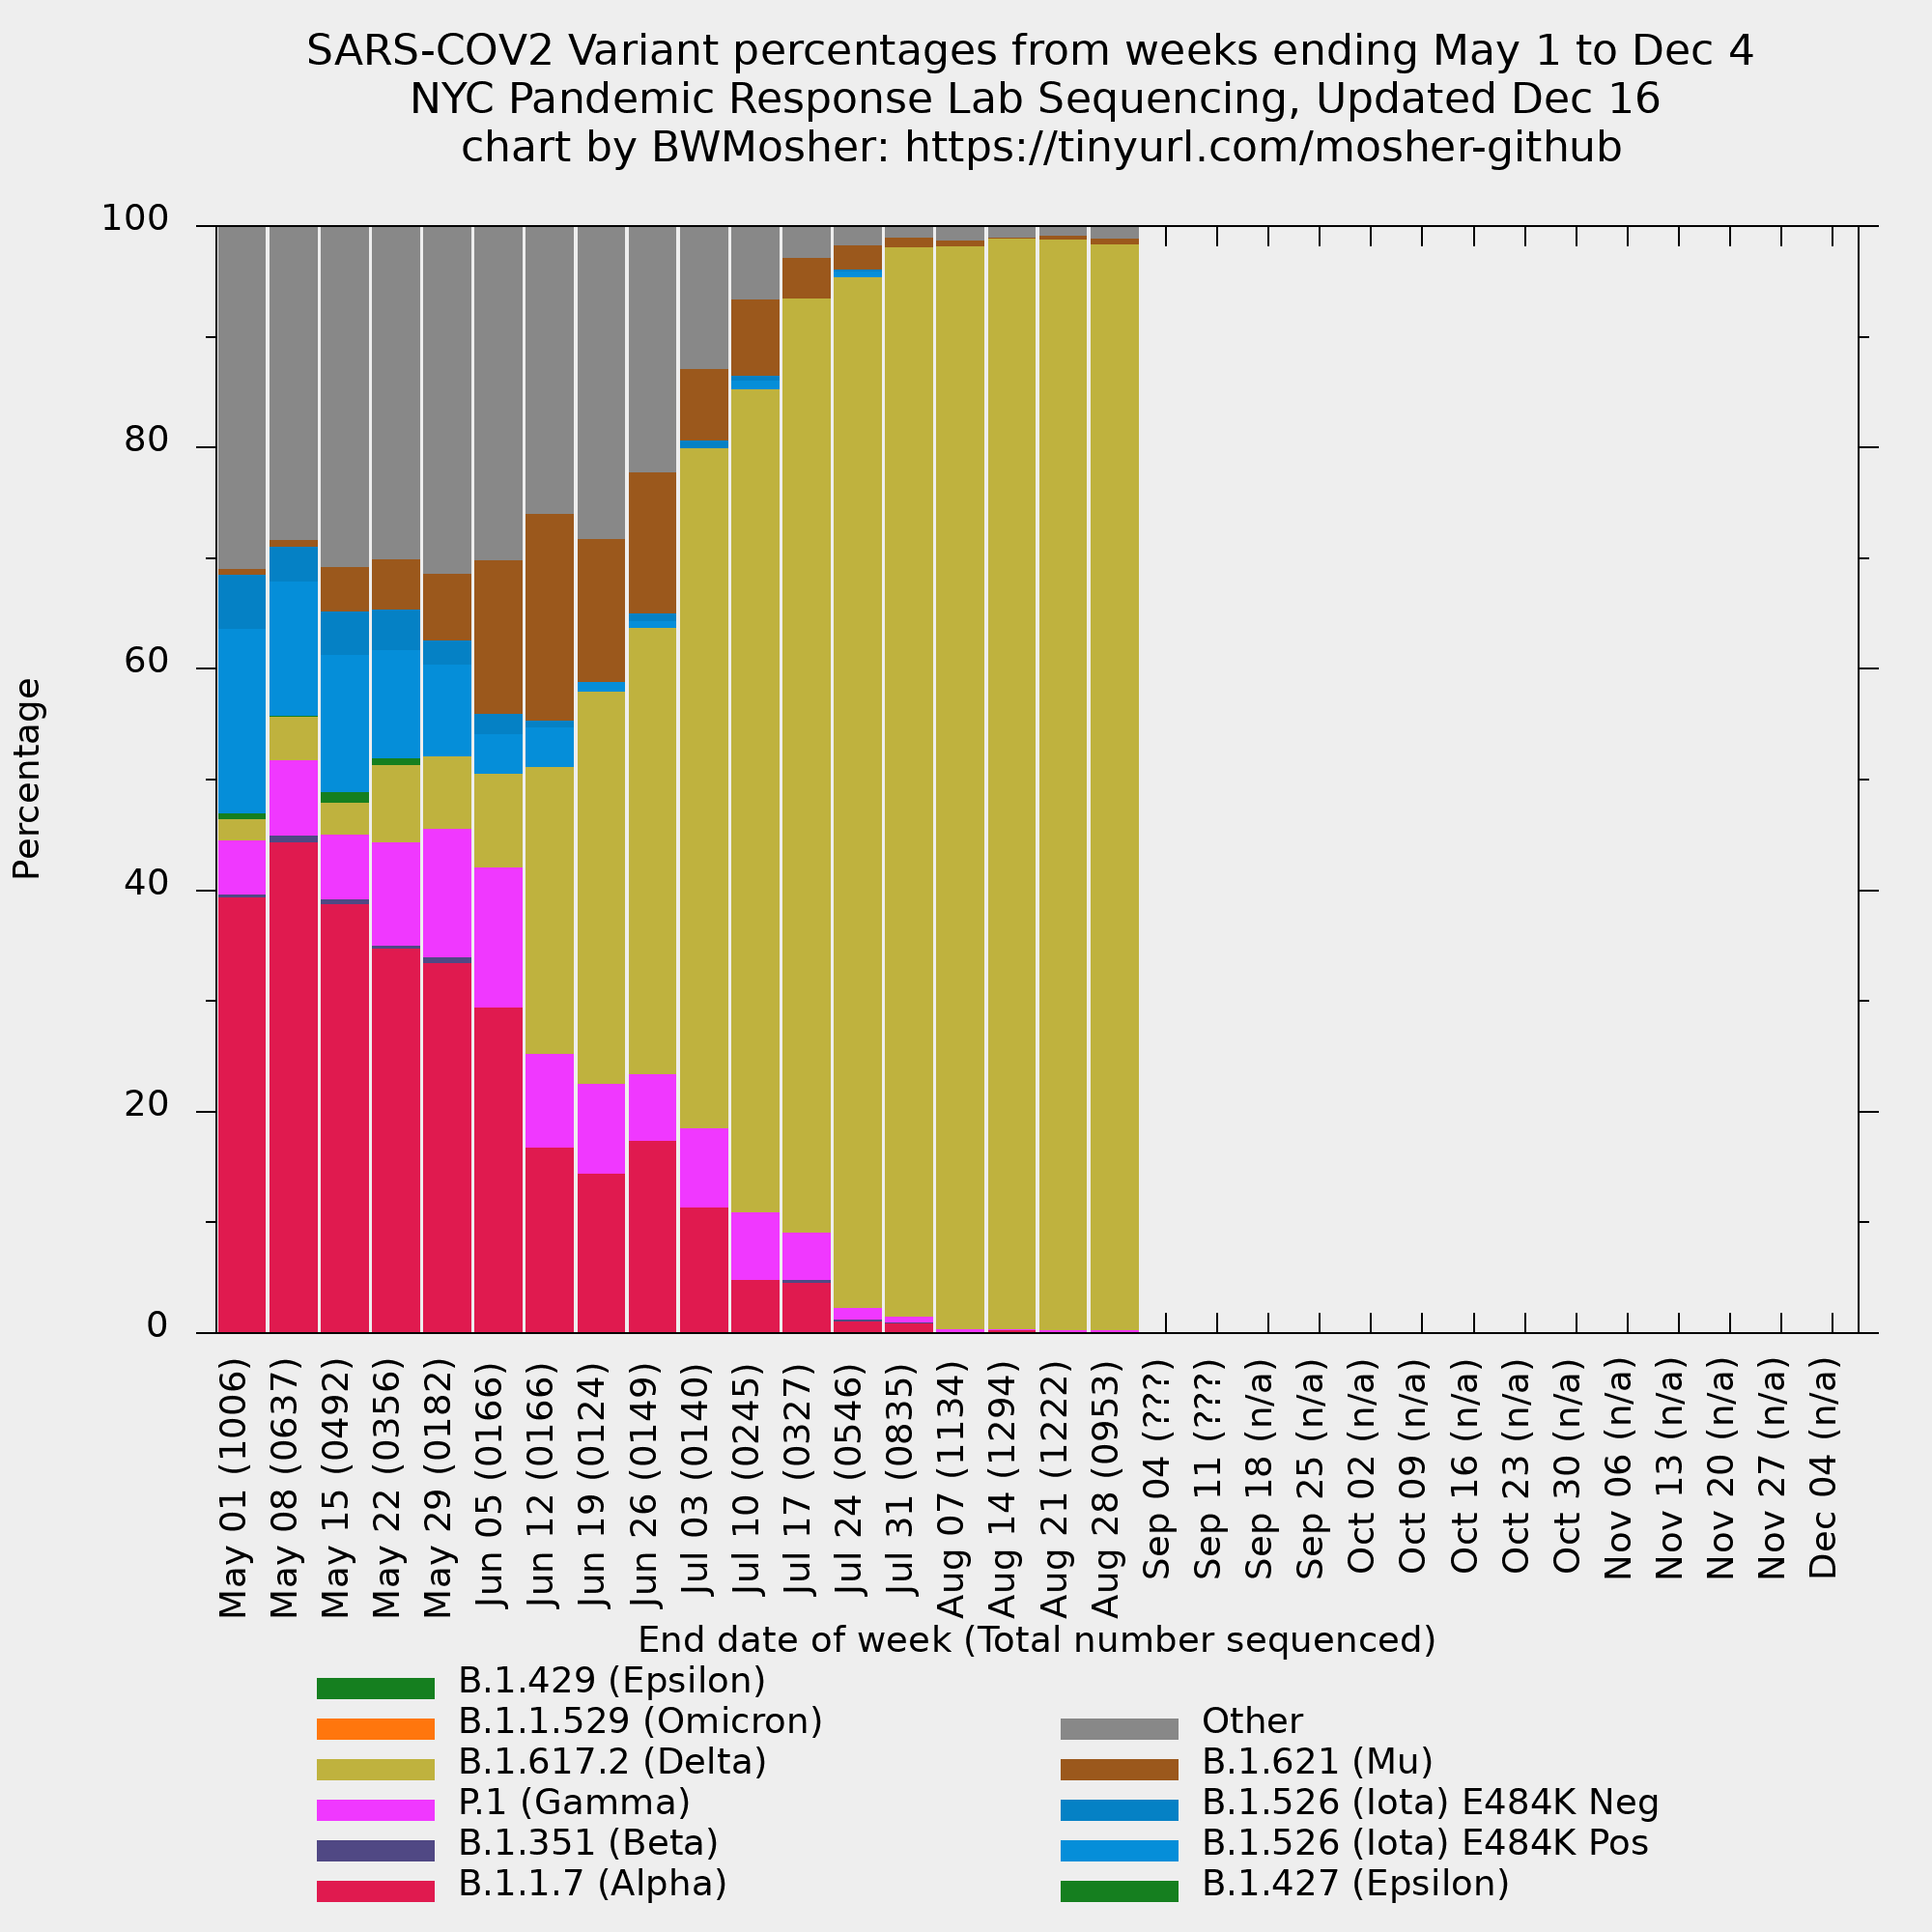 SARS-COV2 Variant percentages from weeks ending May 1 to Dec 4
NYC Pandemic Response Lab Sequencing, Updated Dec 16
chart by BWMosher: https://tinyurl.com/mosher-github
100
80
60
40
20
0
Percentage
May 01 (1006)
May 08 (0637)
May 15 (0492)
May 22 (0356)
May 29 (0182)
Jun 05 (0166)
Jun 12 (0166)
Jun 19 (0124)
Jun 26 (0149)
Jul 03 (0140)
Jul 10 (0245)
Jul 17 (0327)
Jul 24 (0546)
Jul 31 (0835)
Aug 07 (1134)
Aug 14 (1294)
Aug 21 (1222)
Aug 28 (0953)
Sep 04 (???)
Sep 11 (???)
Sep 18 (n/a)
Sep 25 (n/a)
Oct 02 (n/a)
Oct 09 (n/a)
Oct 16 (n/a)
Oct 23 (n/a)
Oct 30 (n/a)
Nov 06 (n/a)
Nov 13 (n/a)
Nov 20 (n/a)
Nov 27 (n/a)
Dec 04 (n/a)
End date of week (Total number sequenced)
B.1.429 (Epsilon)
B.1.1.529 (Omicron)
B.1.617.2 (Delta)
P.1 (Gamma)
B.1.351 (Beta)
B.1.1.7 (Alpha)
Other
B.1.621 (Mu)
B.1.526 (Iota) E484K Neg
B.1.526 (Iota) E484K Pos
B.1.427 (Epsilon)